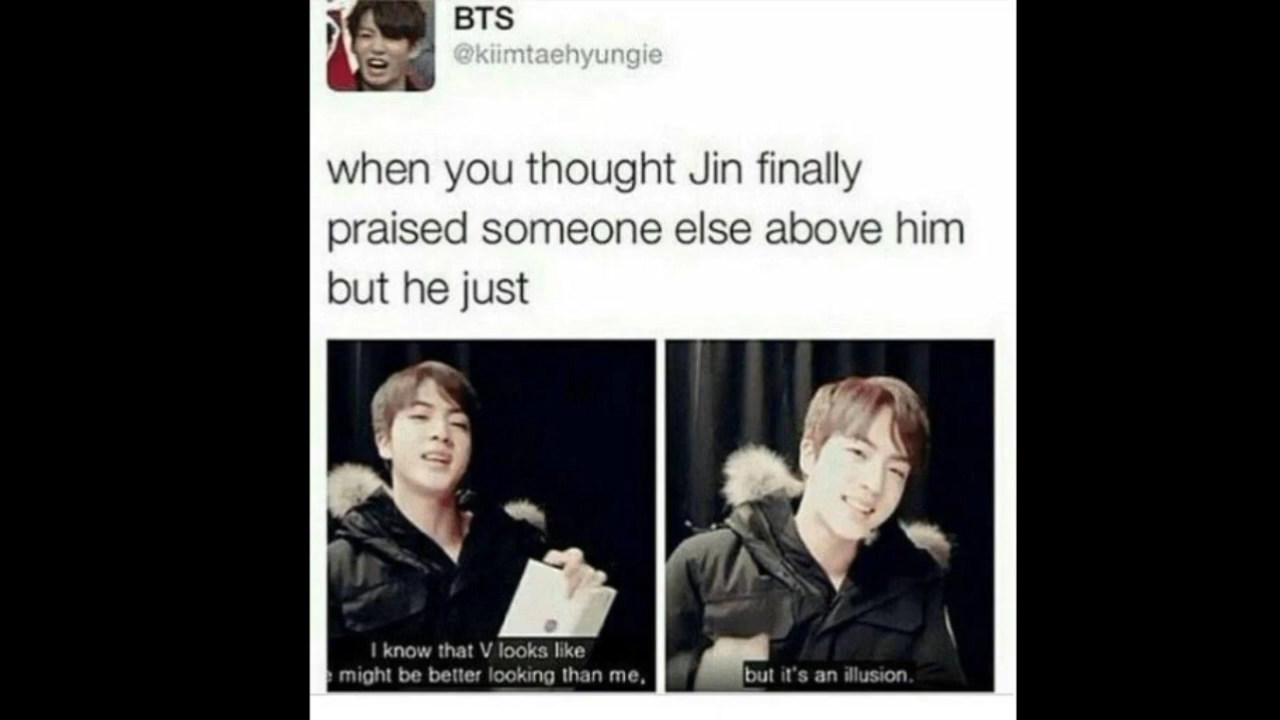 BTS
@kiimtaehyungie
when you thought Jin finally
praised someone else above him
but he just
I know that V looks like
might be better looking than me,
but it's an illusion.